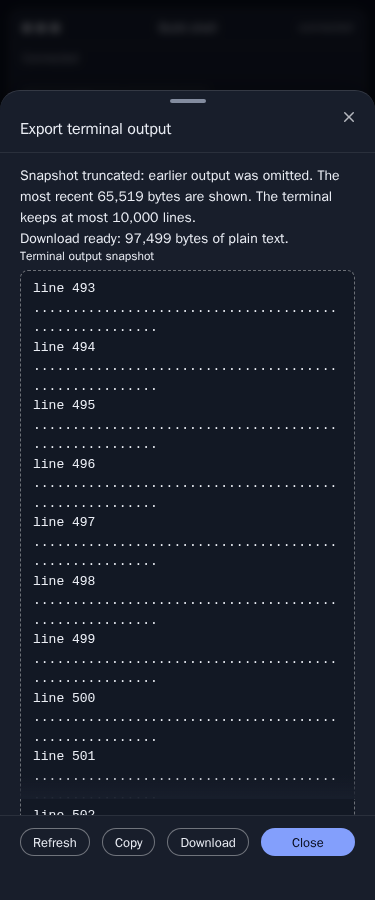 Export terminal output
Snapshot truncated: earlier output was omitted. The
most recent 65,519 bytes are shown. The terminal
keeps at most 10,000 lines.
Download ready: 97,499 bytes of plain text.
Terminal output snapshot
line 493
.......................................
................
line 494
.......................................
................
line 495
.......................................
................
line 496
.......................................
................
line 497
.......................................
................
line 498
.......................................
................
line 499
.......................................
................
line 500
.......................................
................
line 501
.......................................
line 502
Refresh Copy Download Close